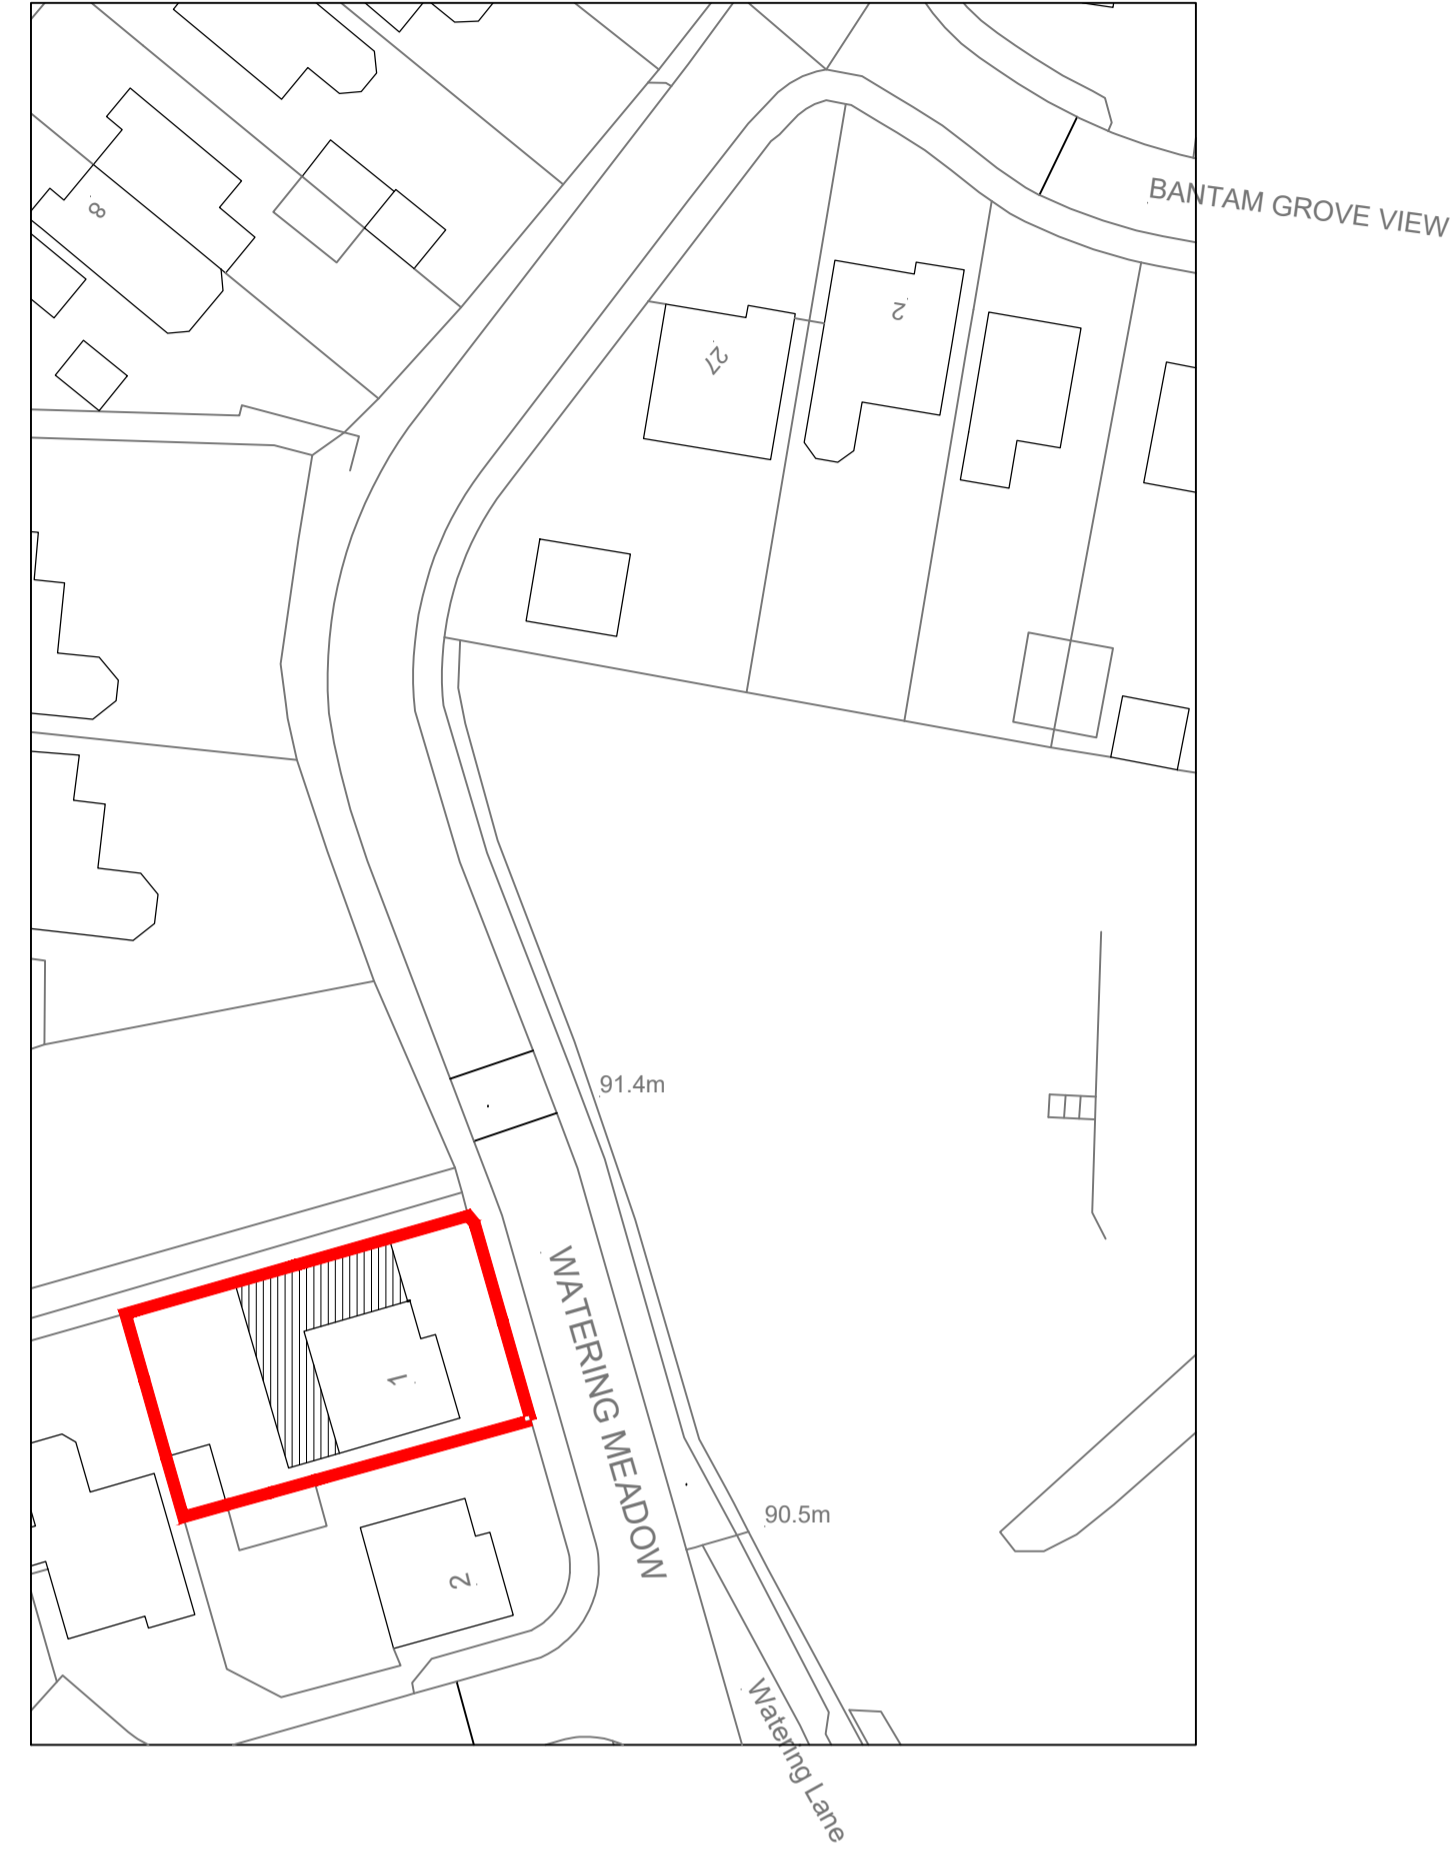 BANTAM GROVE VIEW
8
2
27
91.4m
WATERING MEADOW
1
90.5m
2
Watering Lane